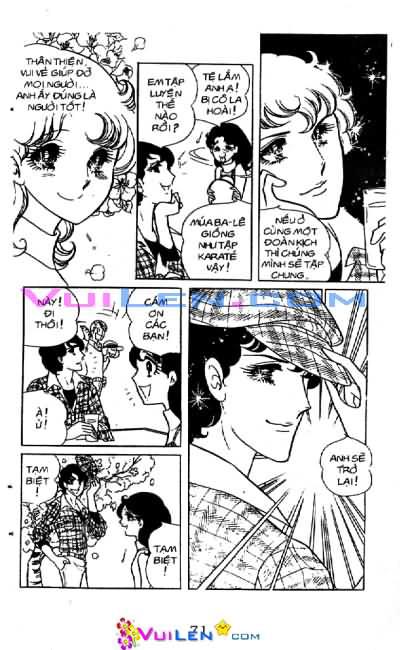 THÂN THIỆN,
VUI VẺ GIÚP ĐỠ
MỌI NGƯỜI...
ANH ẤY ĐÚNG LÀ
NGƯỜI TỐT!
EM TẬP
LUYỆN
THẾ
NÀO
RỒI?
TỆ LẮM
ANH Ạ!
BỊ CÔ LA
HOÀI!
MÚA BA-LÊ
GIỐNG
NHƯ TẬP
KARATÉ
VẬY!
NẾU Ở
CÙNG MỘT
ĐOÀN KỊCH
THÌ CHÚNG
MÌNH SẼ TẬP
CHUNG.
VUILEN.COM
NÀY!
ĐI
THÔI!
CẢM
ƠN
CÁC
BẠN!
À!
Ừ!
ANH SẼ
TRỞ
LẠI!
TẠM
BIỆT!
TẠM
BIỆT!
71
VUILEN.COM